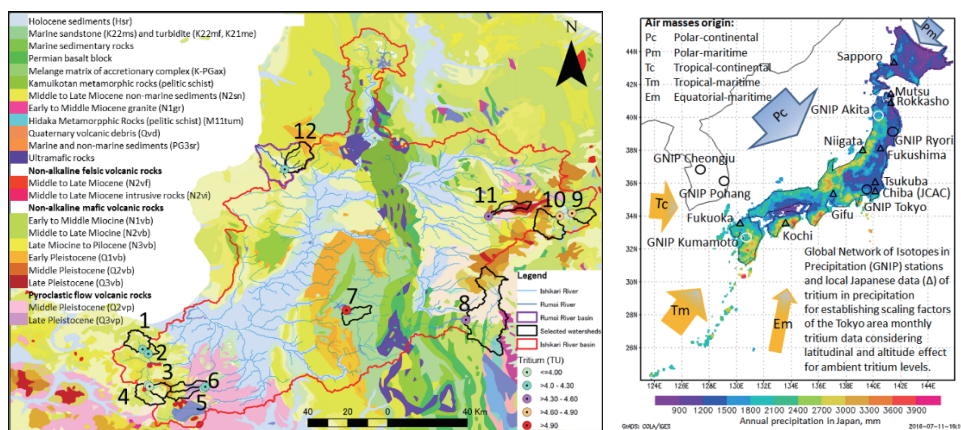 Holocene sediments (Hsr)
Marine sandstone (K22ms) and turbidite (K22mf, K21me)
Marine sedimentary rocks
Permian basalt block
Melange matrix of accretionary complex (K-PGax)
Kamuikotan metamorphic rocks (pelitic schist)
Middle to Late Miocene non-marine sediments (N2sn)
Early to Middle Miocene granite (N1gr)
Hidaka Metamorpphic Rocks (pelitic schist) (M11tum)
Quaternary volcanic debris (Qvd)
Marine and non-marine sediments (PG3sr)
Ultramafic rocks
Non-alkaline felsic volcanic rocks
Middle to Late Miocene (N2vf)
Middle to Late Miocene intrusive rocks (N2vi)
Non-alkaline mafic volcanic rocks
Early to Middle Miocine (N1vb)
Middle to Late Miocene (N2vb)
Late Miocine to Pilocene (N3vb)
Early Pleistocene (Q1vb)
Middle Pleistocene (Q2vb)
Late Pleistocene (Q3vb)
Pyroclastic flow volcanic rocks
Middle Pleistocene (Q2vp)
Late Pleistocene (Q3vp)
N
12
11
10
9
8
7
1
2
3
4
5
6
Legend
Ishikari River
Rumoi River
Rumoi River basin
Selected watersheds
Ishikari River basin
Tritium (TU)
<=4.00
>4.0 - 4.30
>4.30 - 4.60
>4.60 - 4.90
>4.90
40 20 0 40 Km
Air masses origin:
Pc Polar-continental
Pm Polar-maritime
Tc Tropical-continental
Tm Tropical-maritime
Em Equatorial-maritime
Pm
Sapporo
Mutsu
Rokkasho
GNIP Akita
Pc
GNIP Ryori
Niigata
Fukushima
GNIP Cheongju
Tsukuba
Chiba (JCAC)
GNIP Pohang
GNIP Tokyo
Tc
Gifu
Fukuoka
Kochi
GNIP Kumamoto
Tm
Em
Global Network of Isotopes in
Precipitation (GNIP) stations
and local Japanese data (Δ) of
tritium in precipitation
for establishing scaling factors
of the Tokyo area monthly
tritium data considering
latitudinal and altitude effect
for ambient tritium levels.
44N
42N
40N
38N
36N
34N
32N
30N
28N
26N
124E 126E 128E 130E 132E 134E 136E 138E 140E 142E 144E
900 1200 1500 1800 2100 2400 2700 3000 3300 3600 3900
Annual precipitation in Japan, mm
GrADS: COLA/IGES